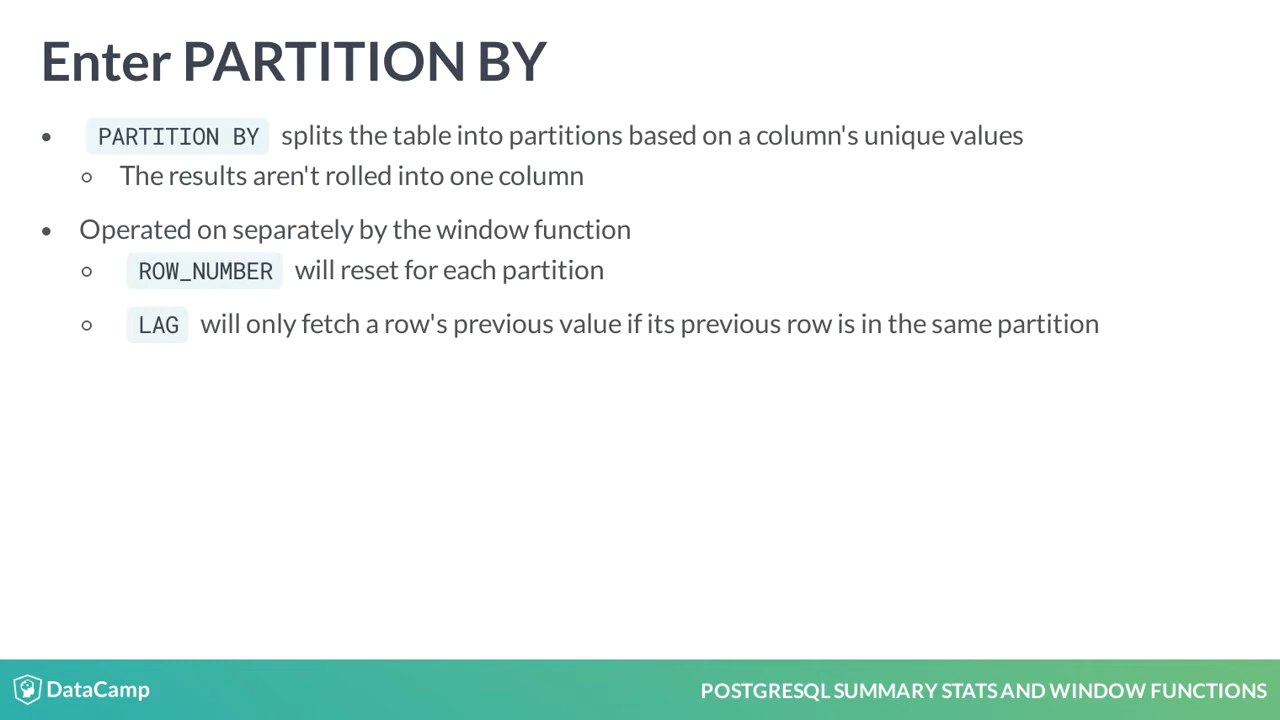 Enter PARTITION BY
• PARTITION BY splits the table into partitions based on a column's unique values
○ The results aren't rolled into one column
• Operated on separately by the window function
○ ROW_NUMBER will reset for each partition
○ LAG will only fetch a row's previous value if its previous row is in the same partition
DataCamp
POSTGRESQL SUMMARY STATS AND WINDOW FUNCTIONS